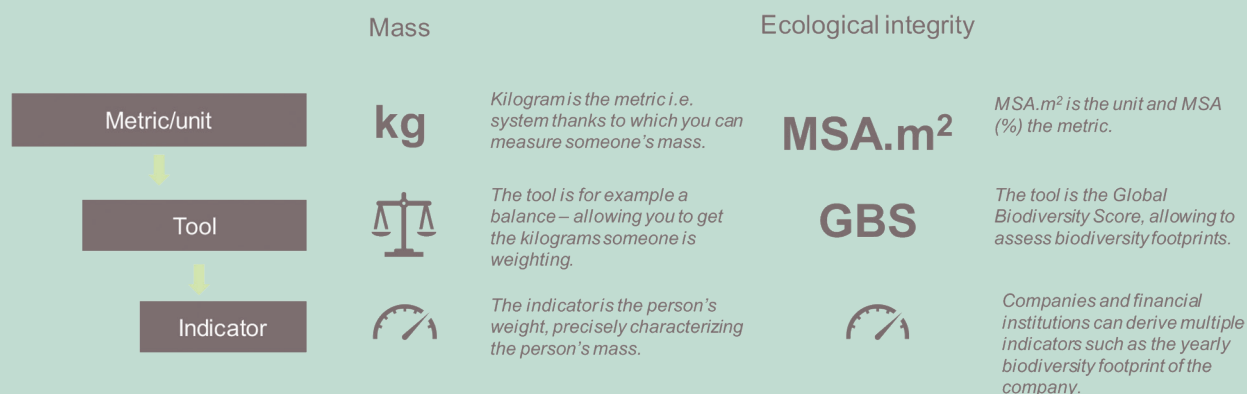 Mass
Ecological integrity
Metric/unit
kg
Kilogram is the metric i.e.
system thanks to which you can
measure someone's mass.
MSA.m²
MSA.m² is the unit and MSA
(%) the metric.
Tool
The tool is for example a
balance – allowing you to get
the kilograms someone is
weighting.
GBS
The tool is the Global
Biodiversity Score, allowing to
assess biodiversity footprints.
Indicator
The indicator is the person's
weight, precisely characterizing
the person's mass.
Companies and financial
institutions can derive multiple
indicators such as the yearly
biodiversity footprint of the
company.